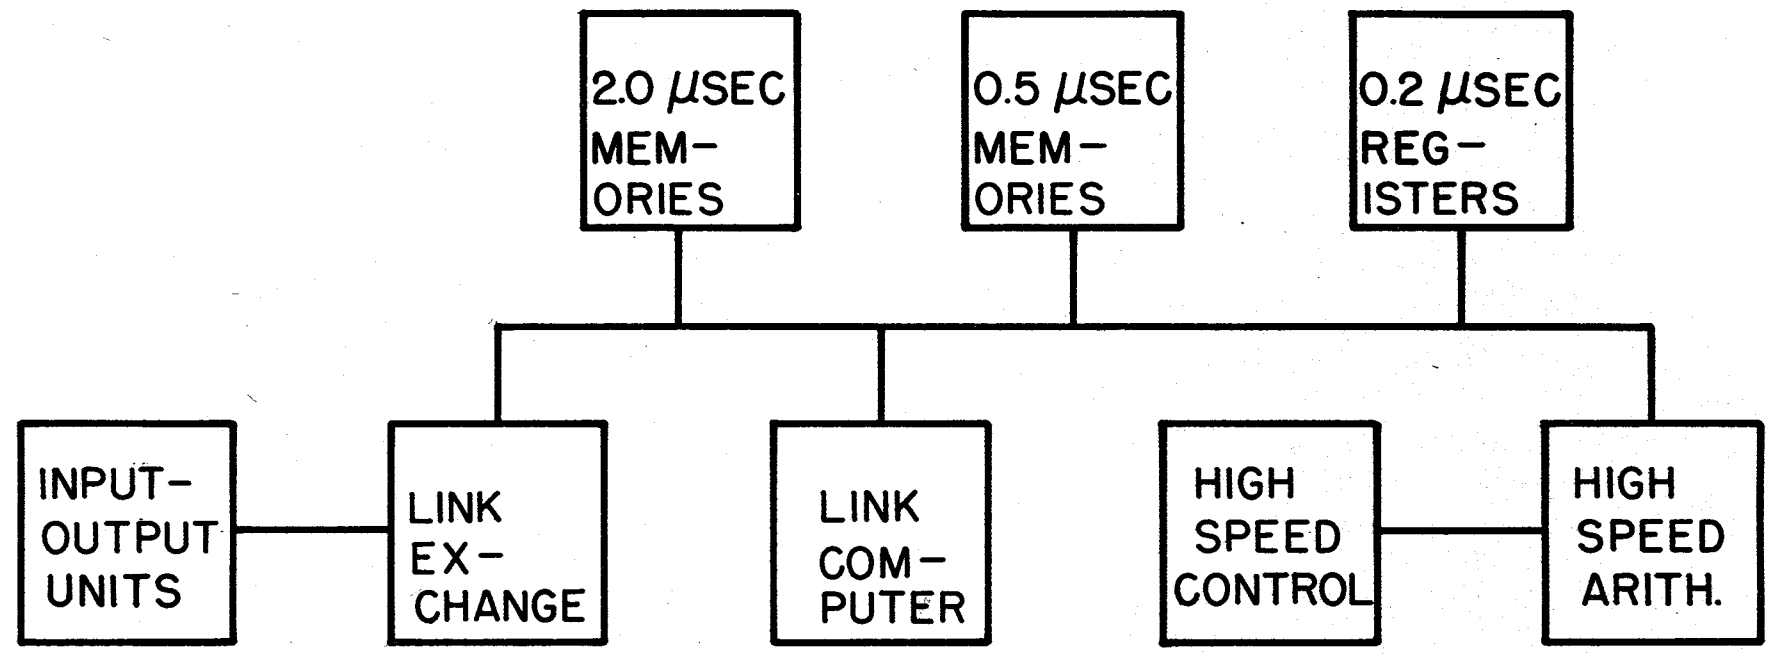 2.0 μSEC
MEM-
ORIES
0.5 μSEC
MEM-
ORIES
0.2 μSEC
REG-
ISTERS
INPUT-
OUTPUT
UNITS
LINK
EX-
CHANGE
LINK
COM-
PUTER
HIGH
SPEED
CONTROL
HIGH
SPEED
ARITH.